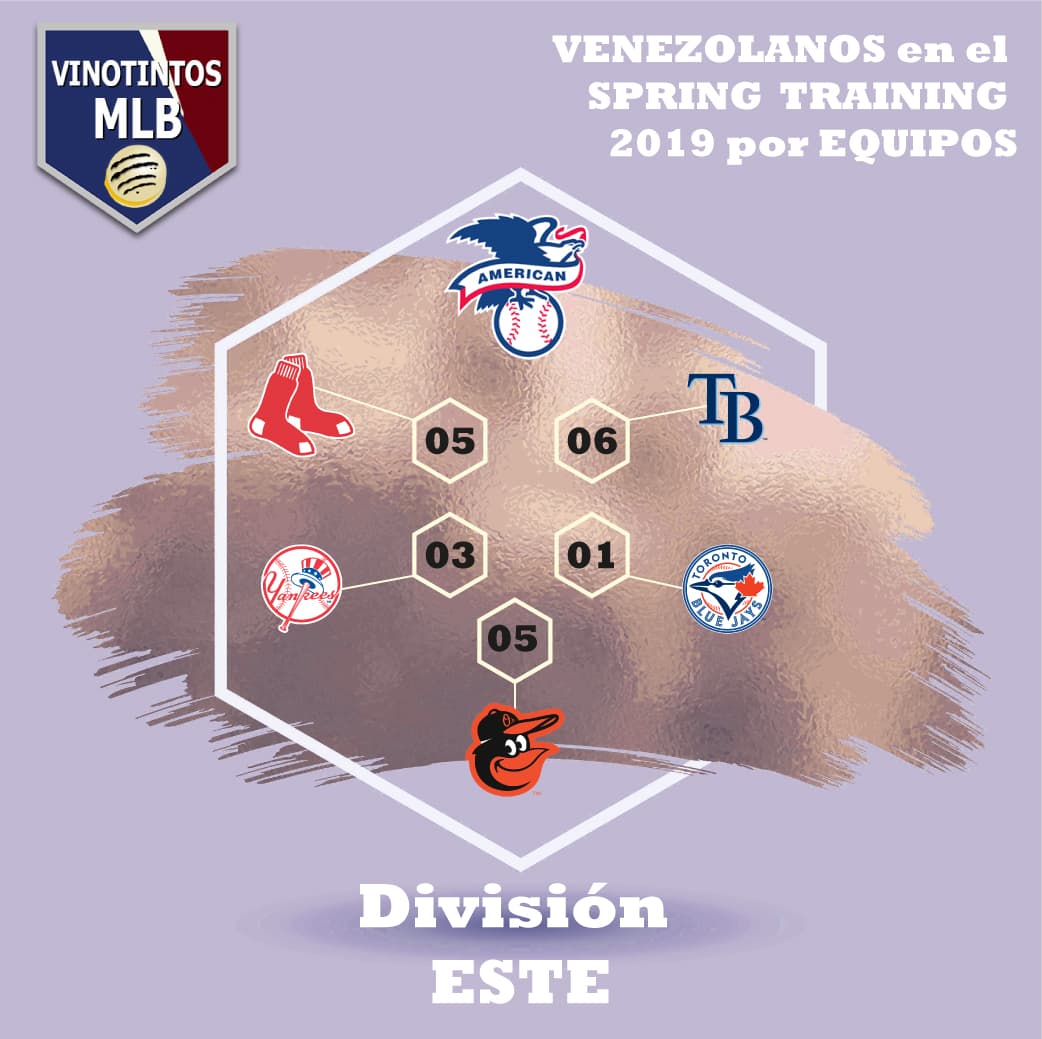 VINOTINTOS
MLB
VENEZOLANOS en el
SPRING TRAINING
2019 por EQUIPOS
AMERICAN
TB
05
06
03
01
Yankees
TORONTO
BLUE JAYS
05
División
ESTE